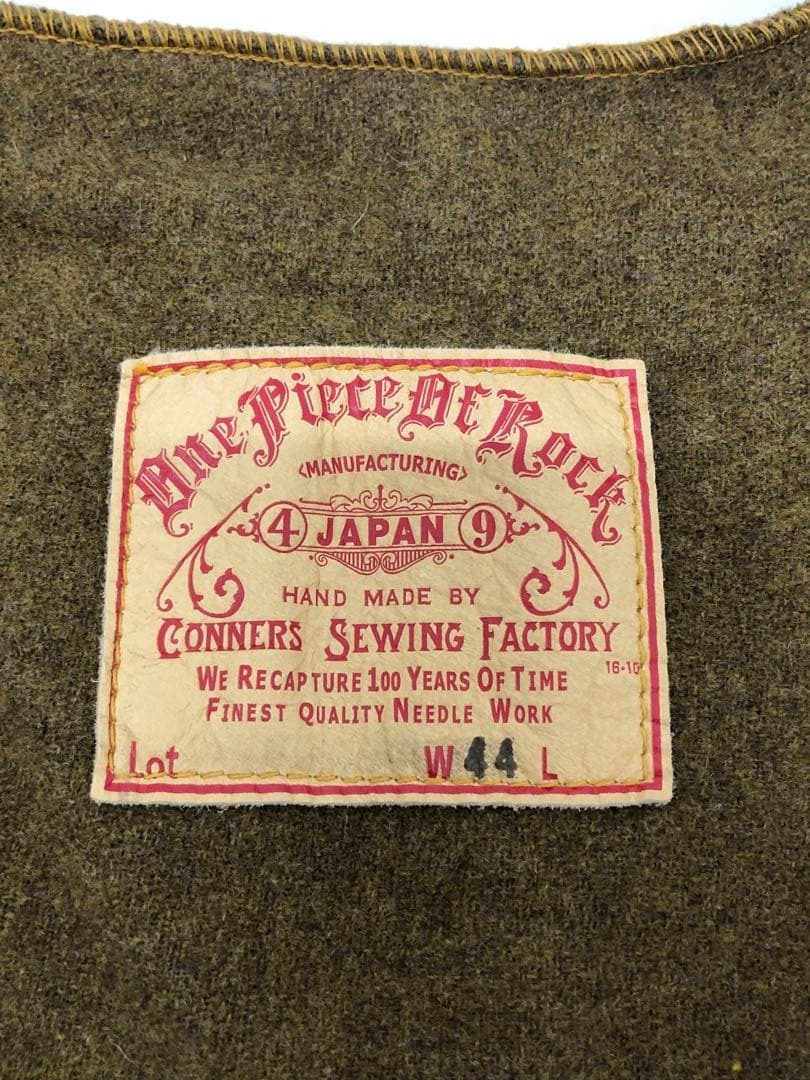 One Piece Of Rock
<MANUFACTURING>
4 JAPAN 9
HAND MADE BY
CONNERS SEWING FACTORY
16-10
WE RECAPTURE 100 YEARS OF TIME
FINEST QUALITY NEEDLE WORK
Lot W 44 L